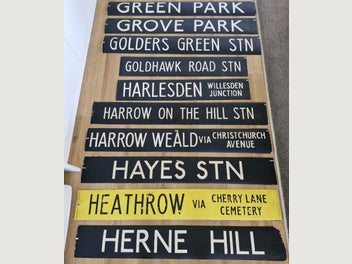 GREEN PARK
GROVE PARK
GOLDERS GREEN STN
GOLDHAWK ROAD STN
HARLESDEN WILLESDEN JUNCTION
HARROW ON THE HILL STN
HARROW WEALD VIA CHRISTCHURCH AVENUE
HAYES STN
HEATHROW VIA CHERRY LANE CEMETERY
HERNE HILL